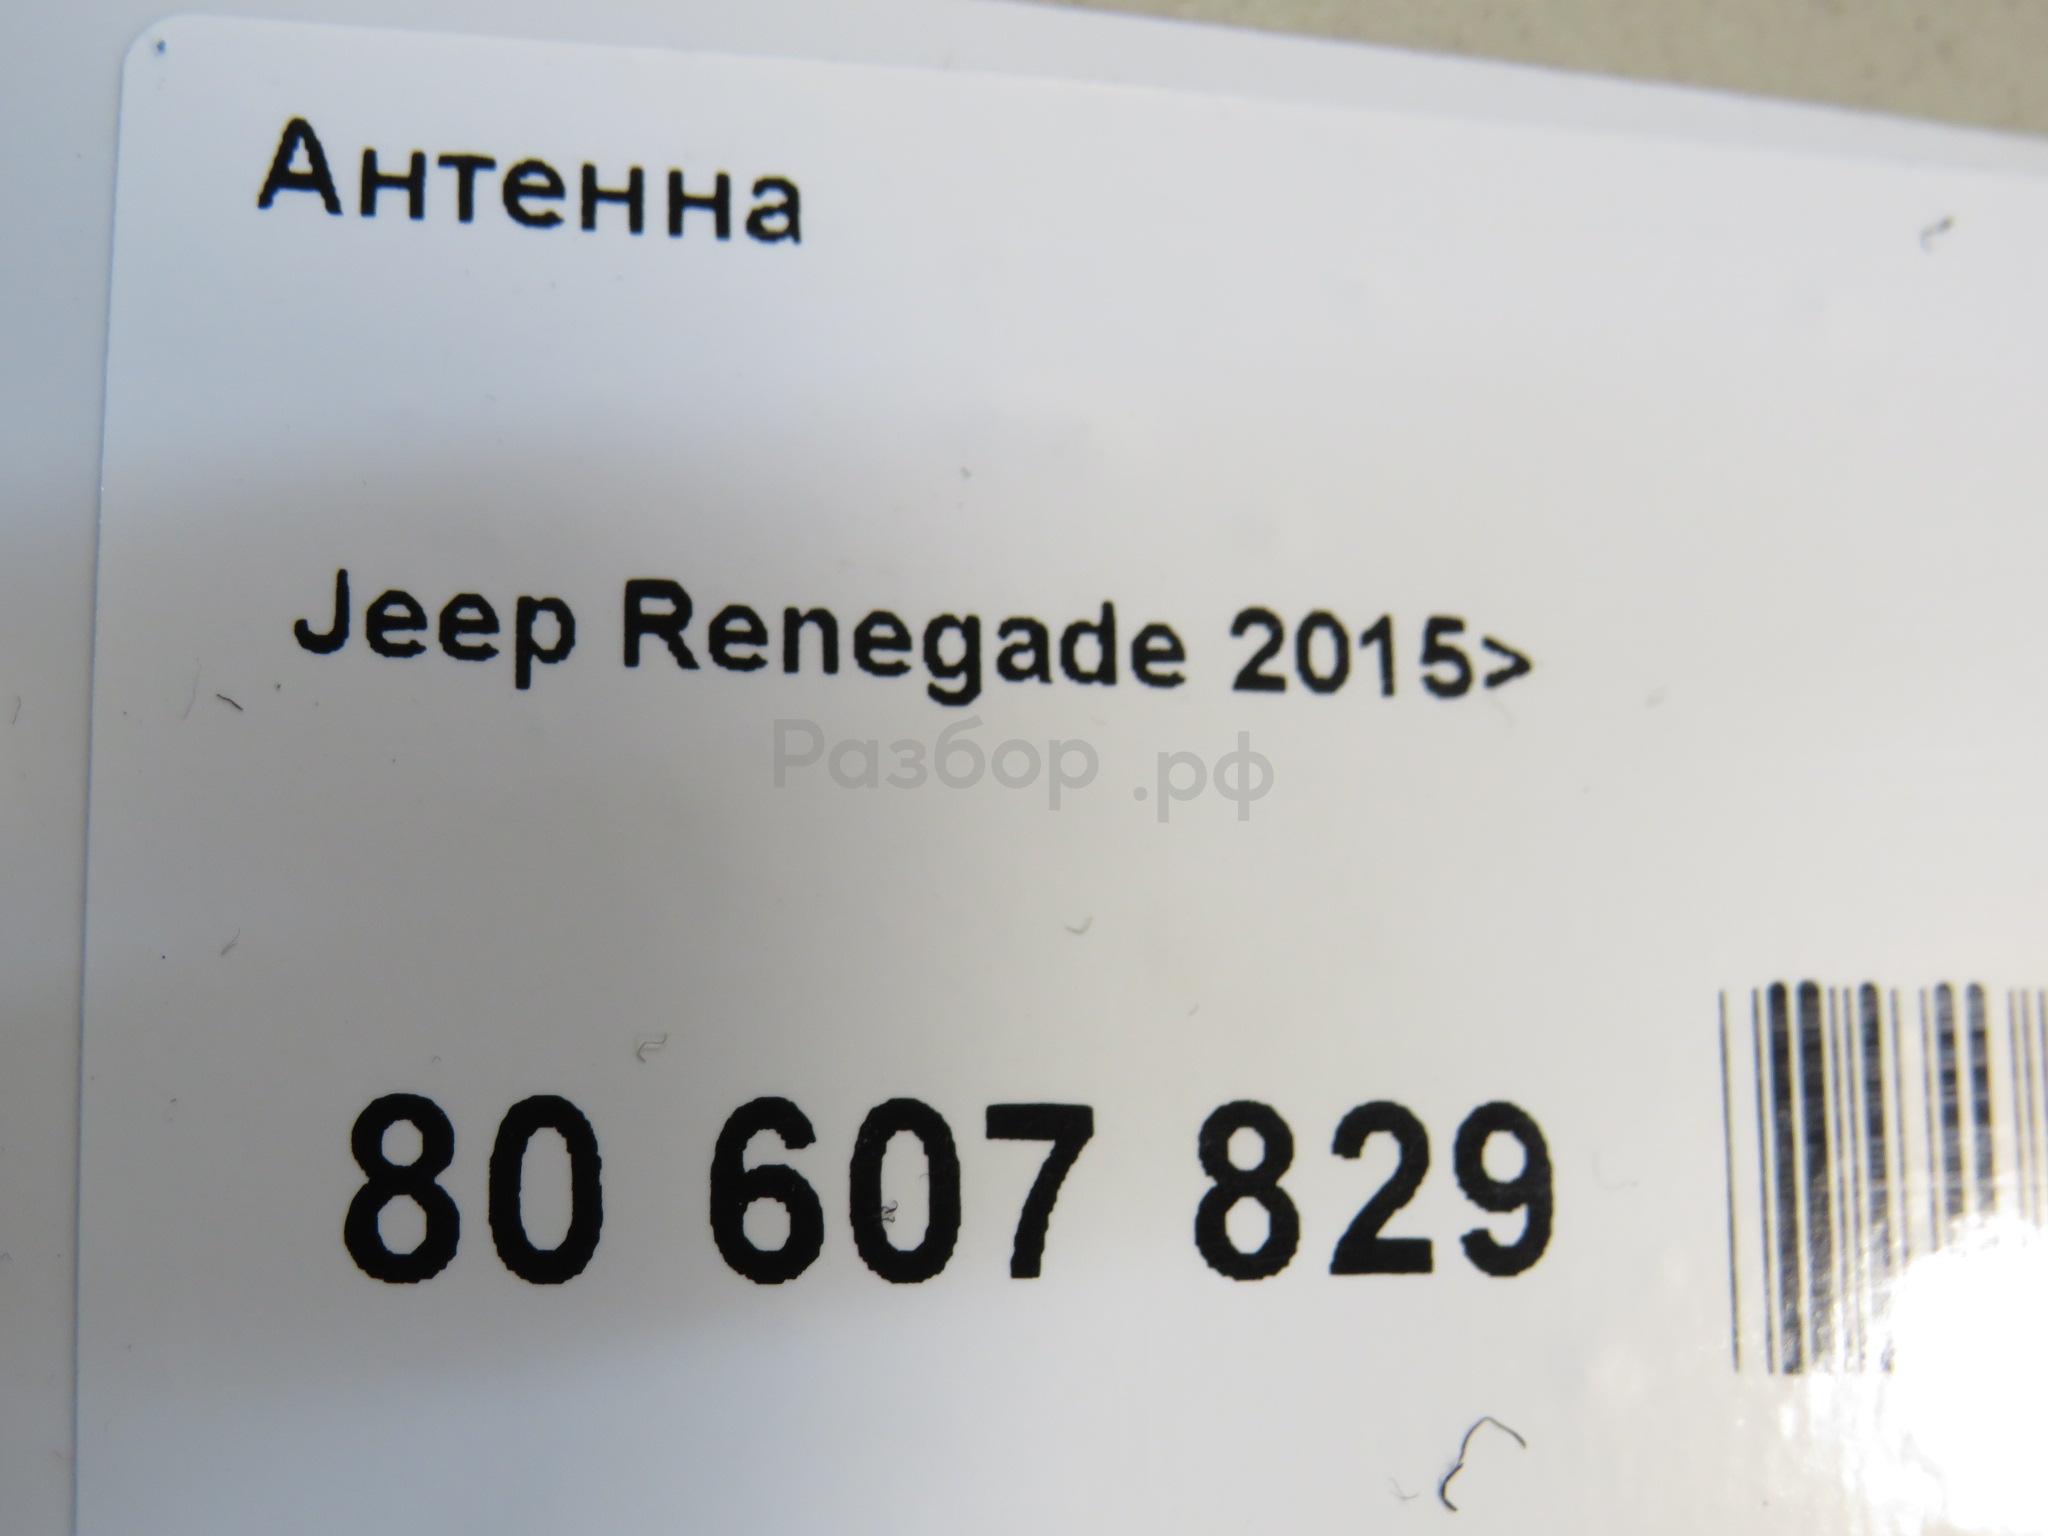 Антенна
Jeep Renegade 2015>
Разбор .рф
80 607 829